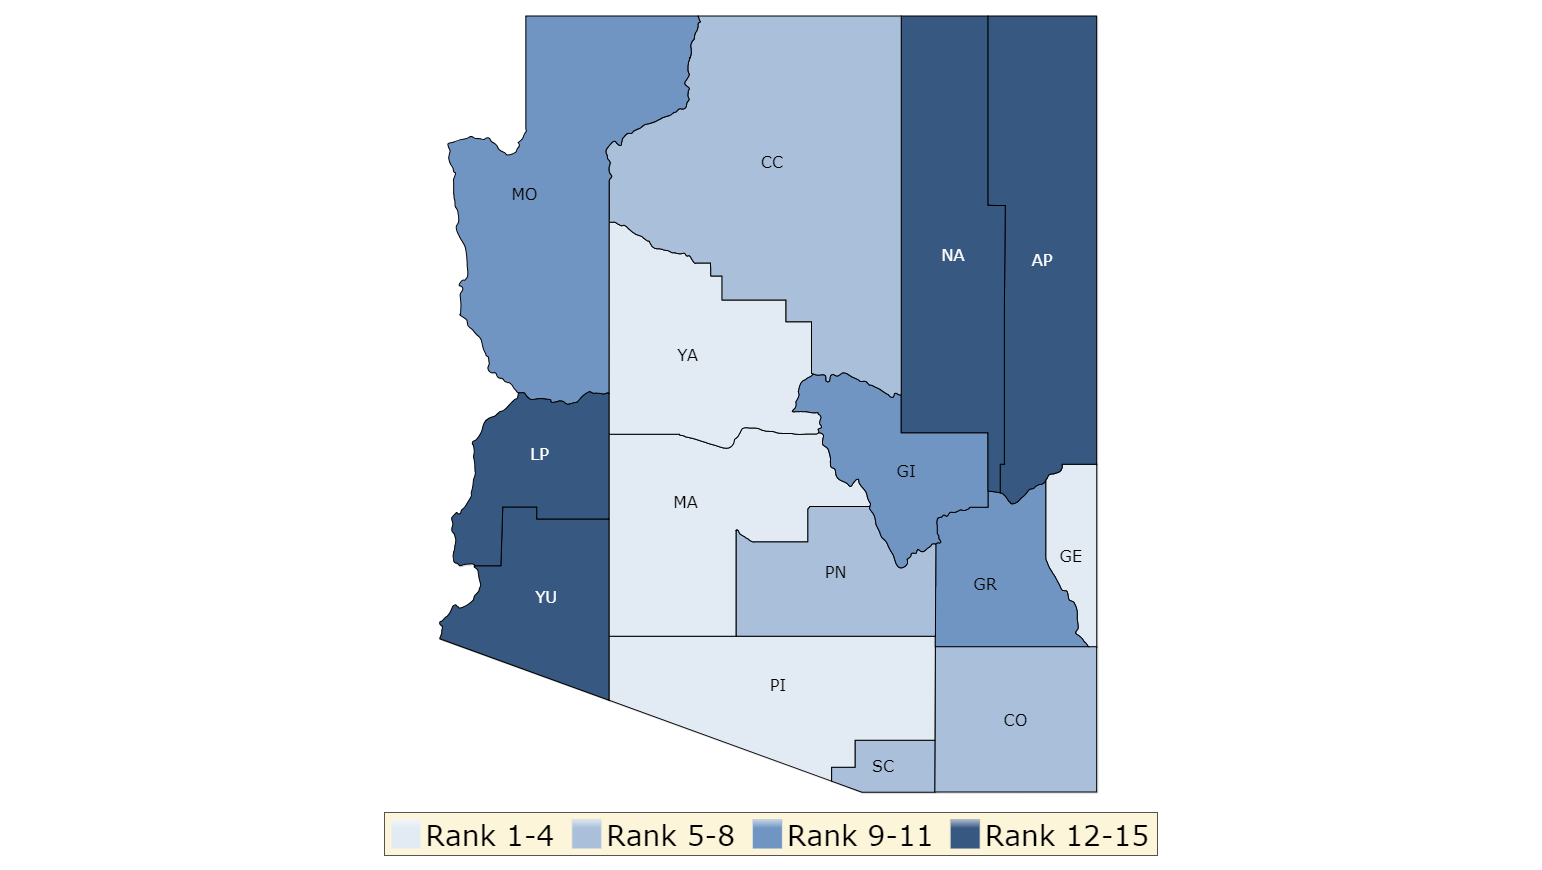 CC
MO
NA
AP
YA
LP
GI
MA
GE
PN
GR
YU
PI
CO
SC
Rank 1-4 Rank 5-8 Rank 9-11 Rank 12-15